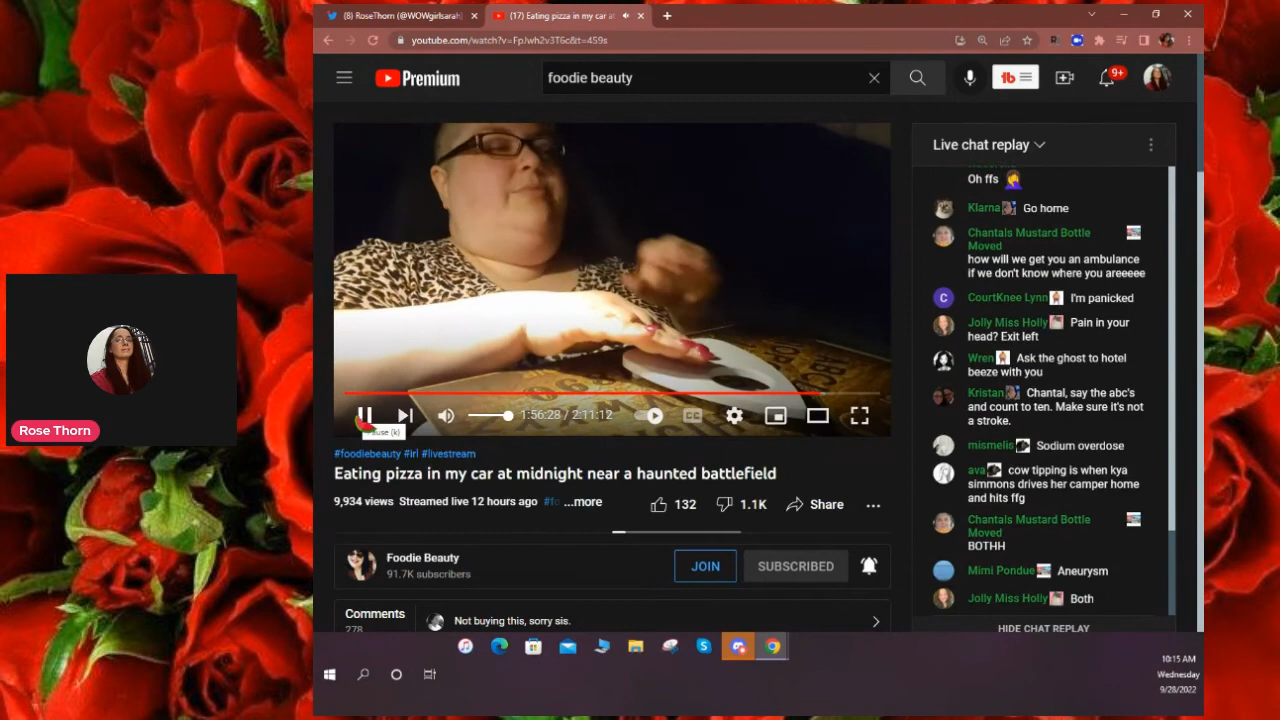 (8) RoseThorn (@WOWgirlsarah)
(17) Eating pizza in my car at
youtube.com/watch?v=FpJwh2v3T6c&t=459s
Premium
foodie beauty
9+
Live chat replay
Oh ffs
Klarna Go home
Chantals Mustard Bottle
Moved
how will we get you an ambulance
if we don't know where you areeeee
CourtKnee Lynn I'm panicked
Jolly Miss Holly Pain in your
head? Exit left
Wren Ask the ghost to hotel
beeze with you
Kristan Chantal, say the abc's
and count to ten. Make sure it's not
a stroke.
mismelis Sodium overdose
ava cow tipping is when kya
simmons drives her camper home
and hits ffg
Chantals Mustard Bottle
Moved
BOTHH
Mimi Pondue Aneurysm
Jolly Miss Holly Both
HIDE CHAT REPLAY
1:56:28 / 2:11:12
CC
(k)
#foodiebeauty #irl #livestream
Eating pizza in my car at midnight near a haunted battlefield
9,934 views Streamed live 12 hours ago #fo ...more
132
1.1K
Share
Foodie Beauty
91.7K subscribers
JOIN
SUBSCRIBED
Comments
278
Not buying this, sorry sis.
Rose Thorn
10:15 AM
Wednesday
9/28/2022